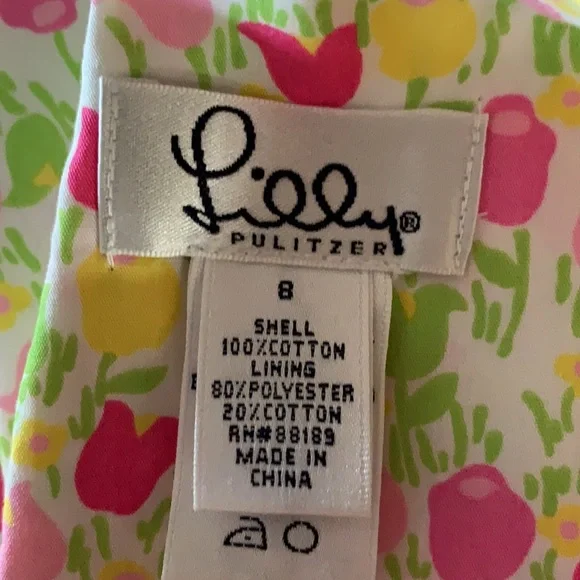 Lilly®
PULITZER
8
SHELL
100%COTTON
LINING
80%POLYESTER
20%COTTON
RN#88189
MADE IN
CHINA